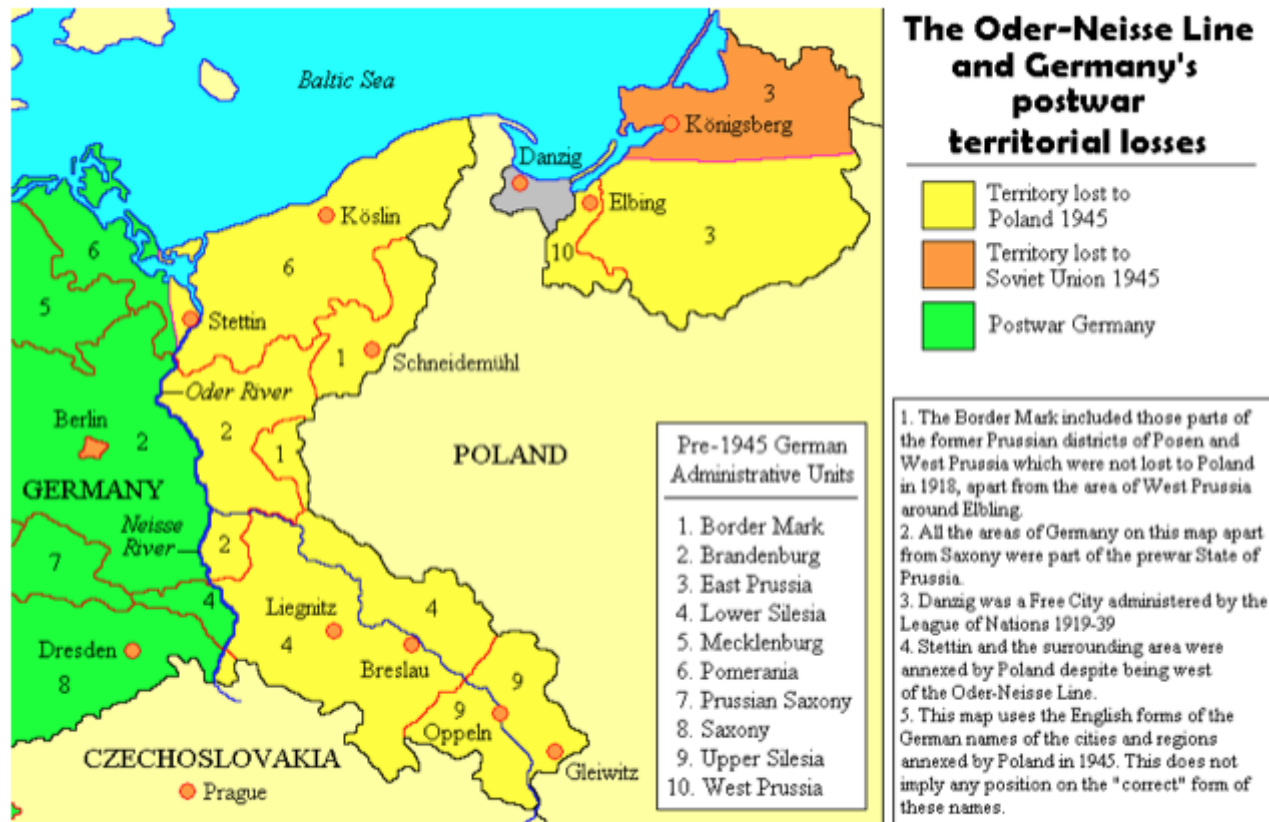 The Oder-Neisse Line
and Germany's
postwar
territorial losses
Territory lost to
Poland 1945
Territory lost to
Soviet Union 1945
Postwar Germany
Baltic Sea
3
Königsberg
Danzig
Elbing
Köslin
10
3
6
6
5
Stettin
1
Schneidemühl
Oder River
Berlin
2
2
1
POLAND
GERMANY
Neisse
River
2
7
4
Liegnitz
4
4
Dresden
Breslau
8
9
9
Oppeln
CZECHOSLOVAKIA
Gleiwitz
Prague
Pre-1945 German
Administrative Units
1. Border Mark
2. Brandenburg
3. East Prussia
4. Lower Silesia
5. Mecklenburg
6. Pomerania
7. Prussian Saxony
8. Saxony
9. Upper Silesia
10. West Prussia
1. The Border Mark included those parts of
the former Prussian districts of Posen and
West Prussia which were not lost to Poland
in 1918, apart from the area of West Prussia
around Elbling.
2. All the areas of Germany on this map apart
from Saxony were part of the prewar State of
Prussia.
3. Danzig was a Free City administered by the
League of Nations 1919-39
4. Stettin and the surrounding area were
annexed by Poland despite being west
of the Oder-Neisse Line.
5. This map uses the English forms of the
German names of the cities and regions
annexed by Poland in 1945. This does not
imply any position on the "correct" form of
these names.